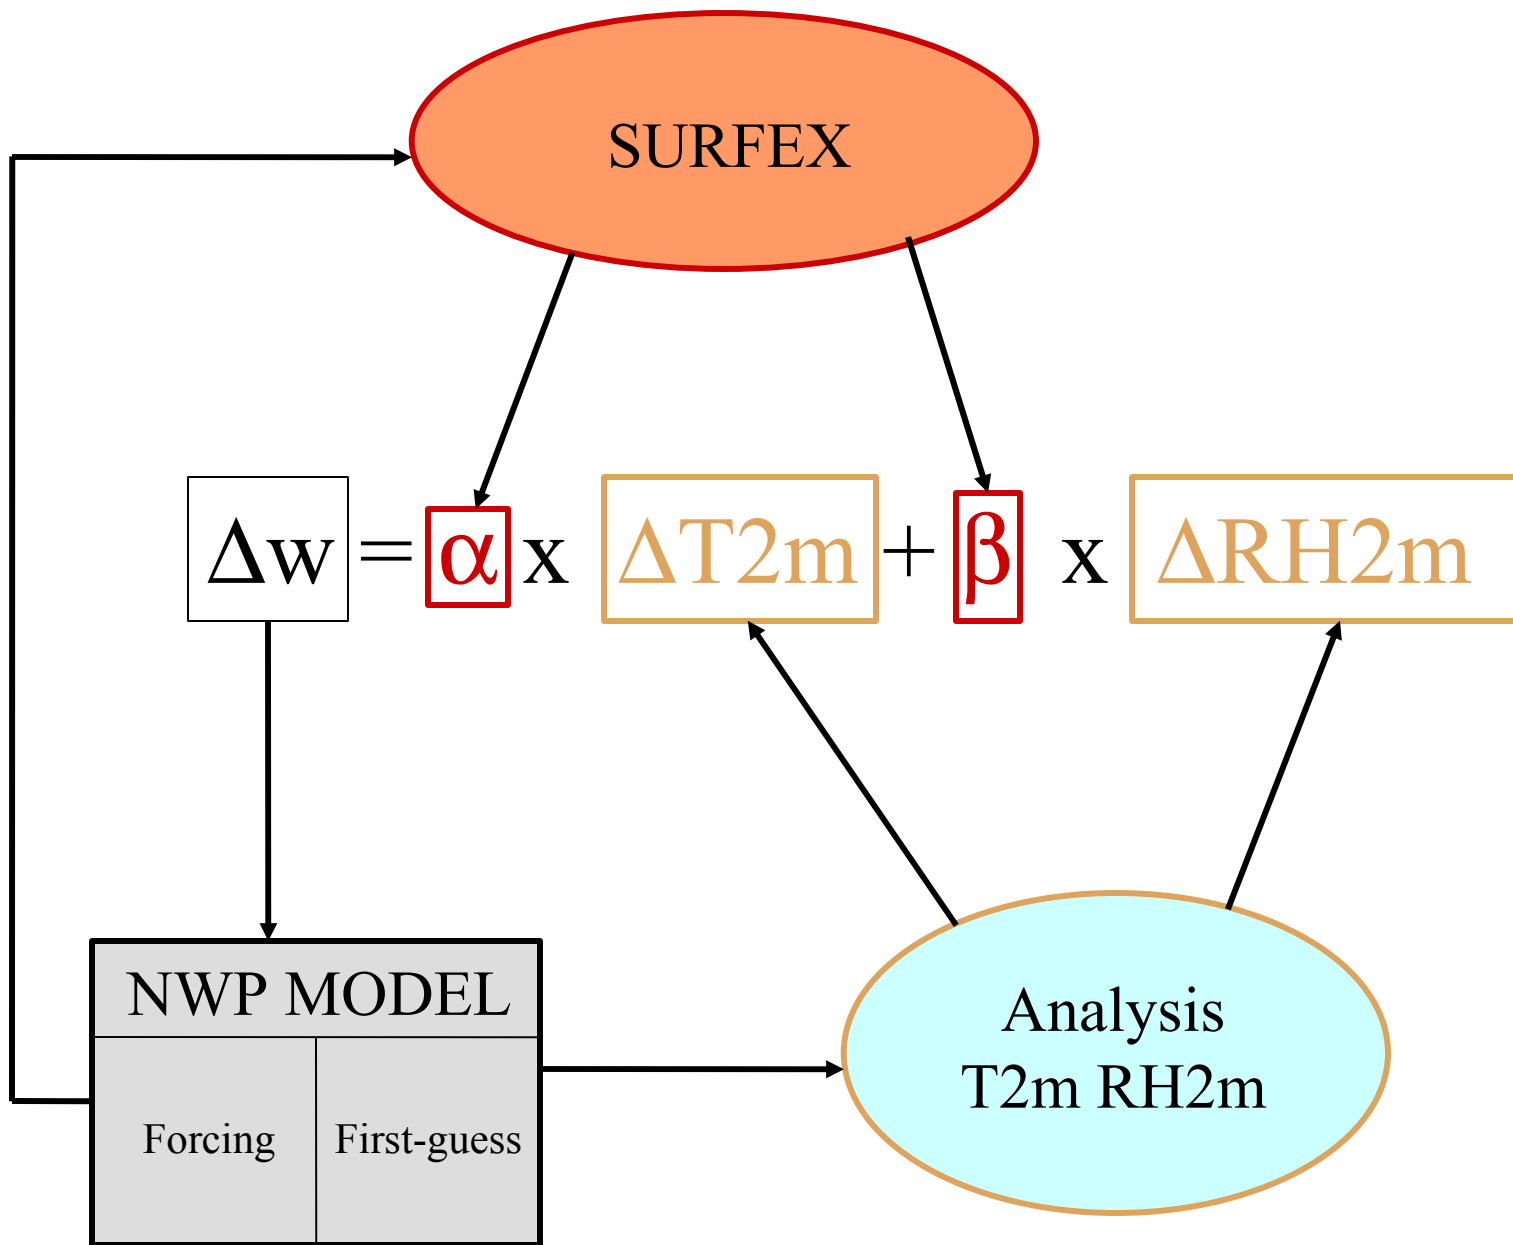 SURFEX
Δw = α x ΔT2m + β x ΔRH2m
NWP MODEL
Forcing First-guess
Analysis
T2m RH2m